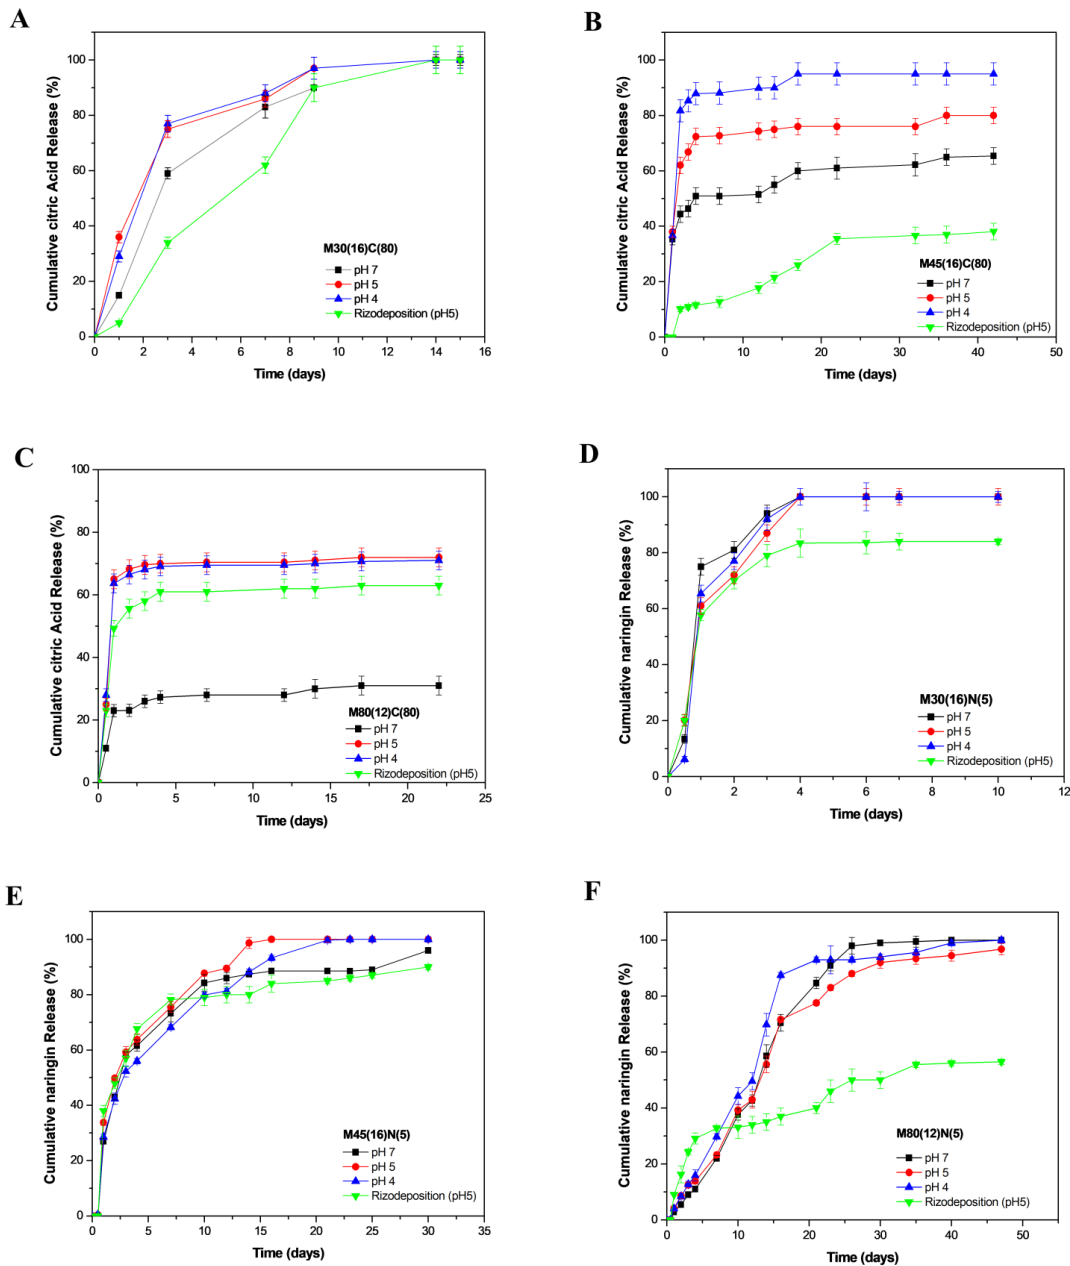 A
Cumulative citric Acid Release (%)
100
80
60
40
20
0
M30(16)C(80)
pH 7
pH 5
pH 4
Rizodeposition (pH5)
0 2 4 6 8 10 12 14 16
Time (days)
B
Cumulative citric Acid Release (%)
100
80
60
40
20
0
M45(16)C(80)
pH 7
pH 5
pH 4
Rizodeposition (pH5)
0 10 20 30 40 50
Time (days)
C
Cumulative citric Acid Release (%)
100
80
60
40
20
0
M80(12)C(80)
pH 7
pH 5
pH 4
Rizodeposition (pH5)
0 5 10 15 20 25
Time (days)
D
Cumulative naringin Release (%)
100
80
60
40
20
0
M30(16)N(5)
pH 7
pH 5
pH 4
Rizodeposition (pH5)
0 2 4 6 8 10 12
Time (days)
E
Cumulative naringin Release (%)
100
80
60
40
20
0
M45(16)N(5)
pH 7
pH 5
pH 4
Rizodeposition (pH5)
0 5 10 15 20 25 30 35
Time (days)
F
Cumulative naringin Release (%)
100
80
60
40
20
0
M80(12)N(5)
pH 7
pH 5
pH 4
Rizodeposition (pH5)
0 10 20 30 40 50
Time (days)